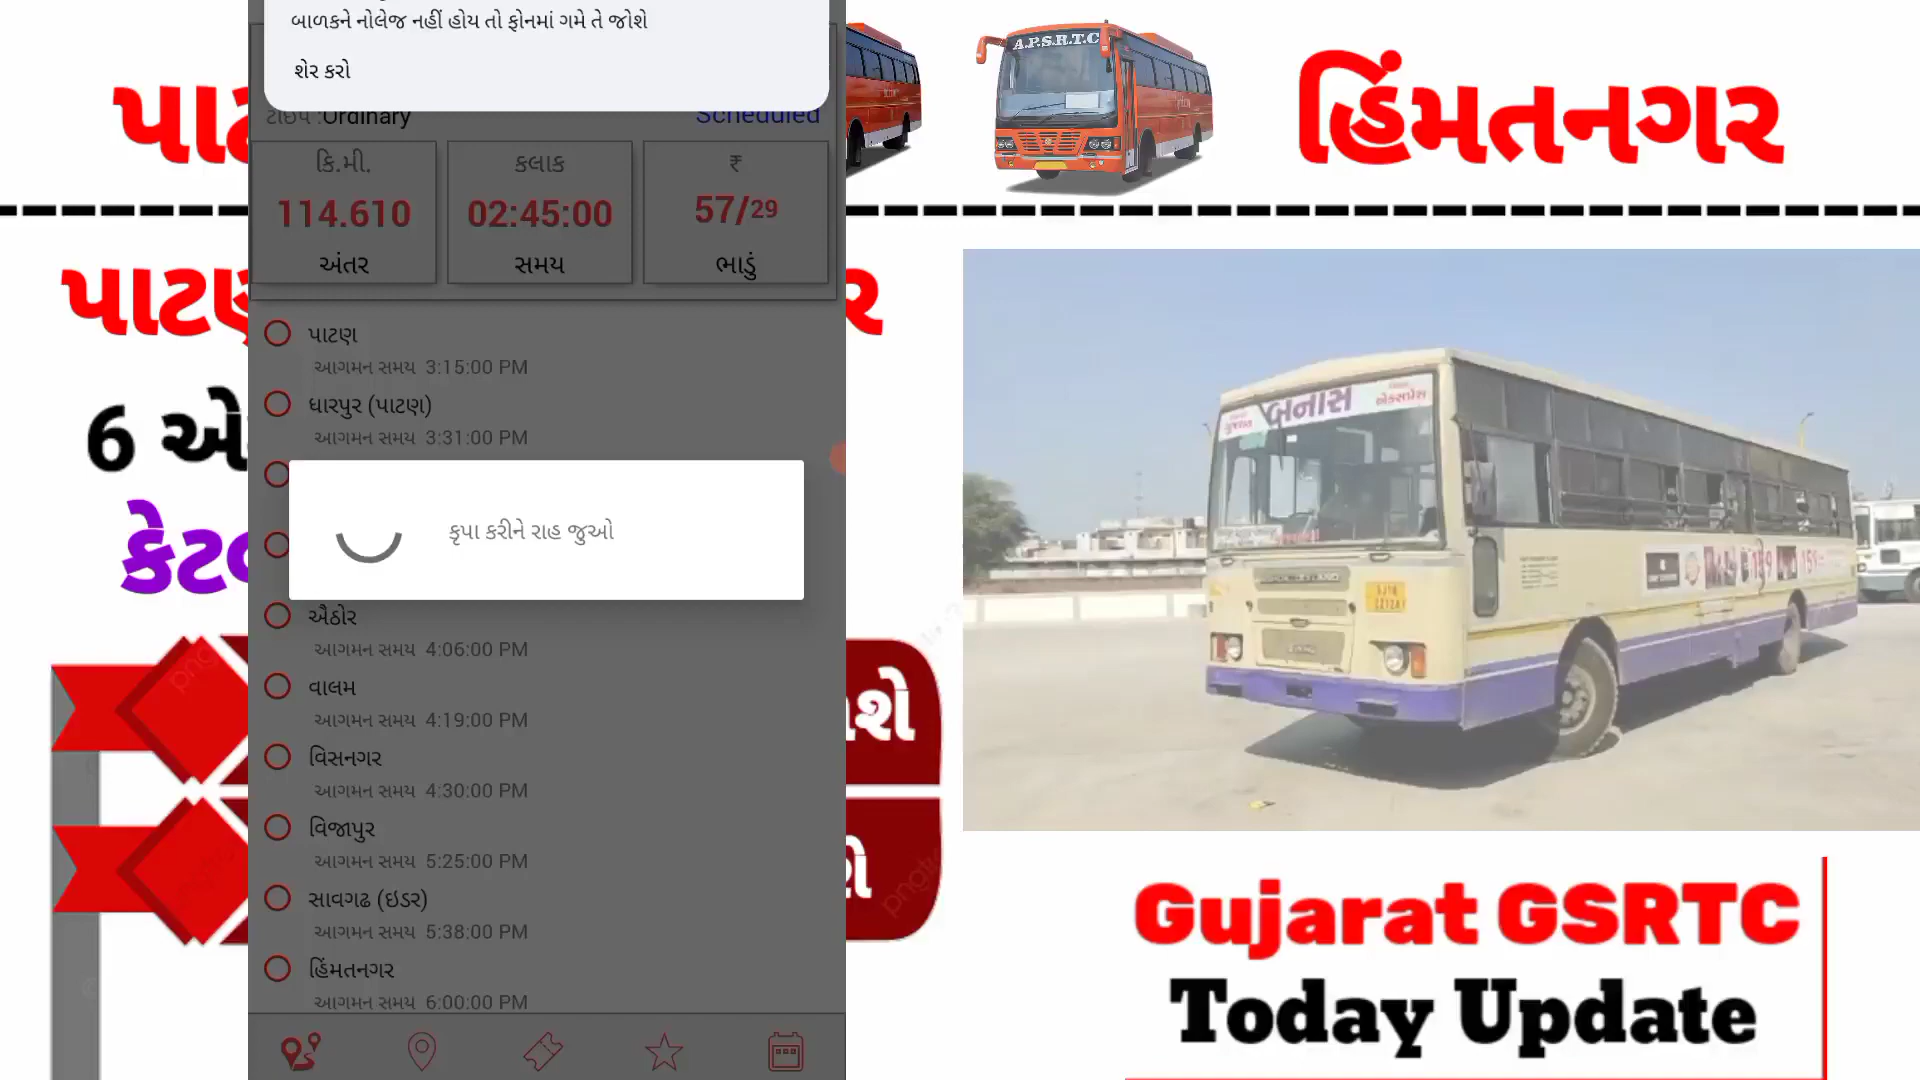 બાળકને નોલેજ નહીં હોય તો ફોનમાં ગમે તે જોશે
શેર કરો
ટાઈપ :Ordinary
Scheduled
કિ.મી.
114.610
અંતર
કલાક
02:45:00
સમય
₹
57/29
ભાડું
પાટણ
આગમન સમય 3:15:00 PM
ધારપુર (પાટણ)
આગમન સમય 3:31:00 PM
કૃપા કરીને રાહ જુઓ
ઐઠોર
આગમન સમય 4:06:00 PM
વાલમ
આગમન સમય 4:19:00 PM
વિસનગર
આગમન સમય 4:30:00 PM
વિજાપુર
આગમન સમય 5:25:00 PM
સાવગઢ (ઇડર)
આગમન સમય 5:38:00 PM
હિંમતનગર
આગમન સમય 6:00:00 PM
A.P.S.R.T.C
હિંમતનગર
પાટણ
6
બનાસ
ગુજરાત
એક્સપ્રેસ
Gujarat GSRTC
Today Update